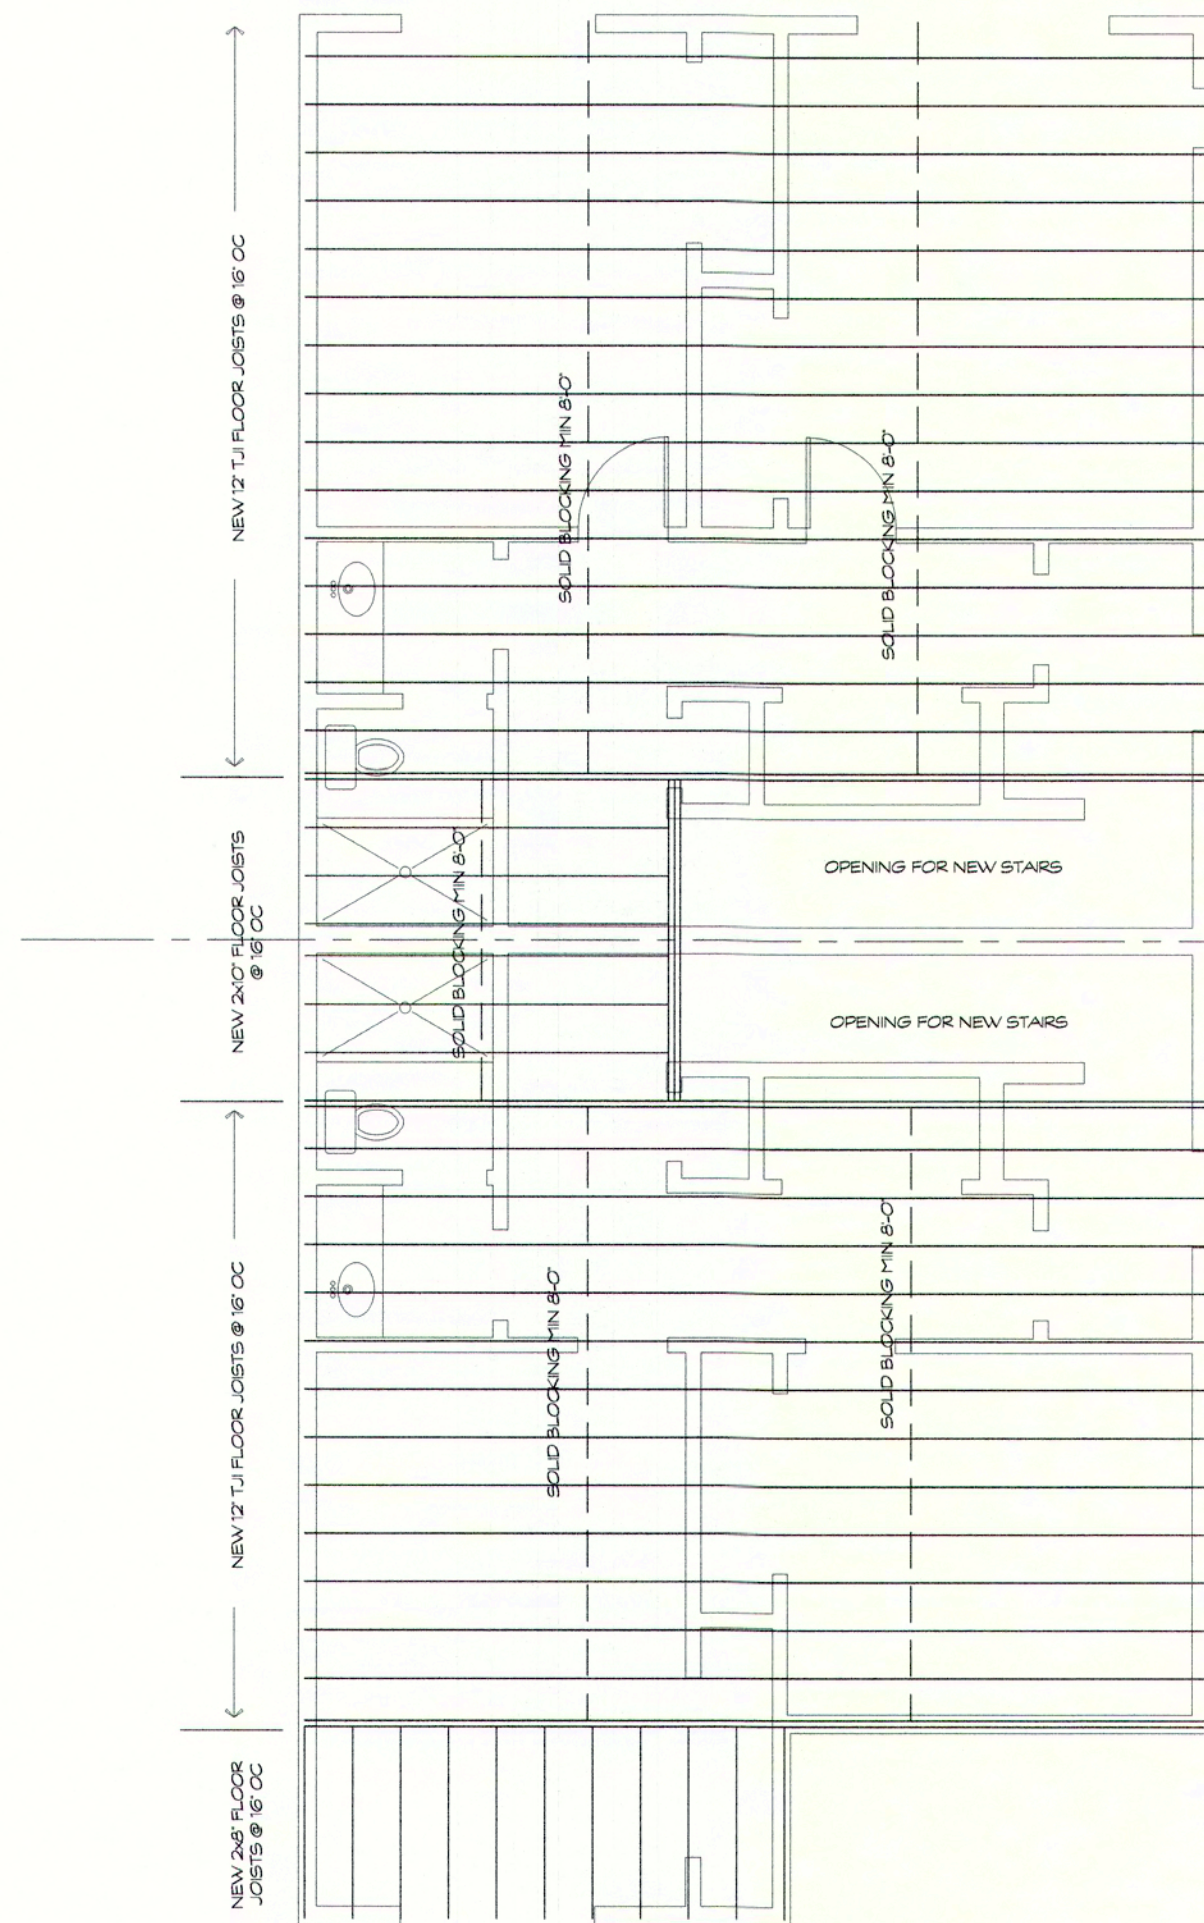 NEW 12" TJI FLOOR JOISTS @ 16" OC
SOLID BLOCKING MIN 8'-0"
SOLID BLOCKING MIN 8'-0"
NEW 2x10" FLOOR JOISTS
@ 16" OC
SOLID BLOCKING MIN 8'-0"
OPENING FOR NEW STAIRS
OPENING FOR NEW STAIRS
NEW 12" TJI FLOOR JOISTS @ 16" OC
SOLID BLOCKING MIN 8'-0"
SOLID BLOCKING MIN 8'-0"
NEW 2x8" FLOOR
JOISTS @ 16" OC